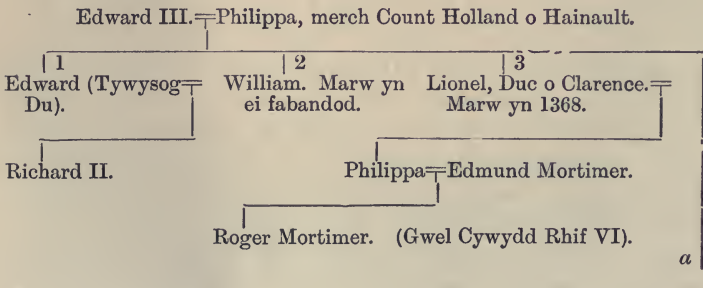 Edward III.=Philippa, merch Count Holland o Hainault.
1 2 3
Edward (Tywysog= William. Marw yn Lionel, Duc o Clarence.=
Du). ei fabandod. Marw yn 1368.
Richard II. Philippa=Edmund Mortimer.
Roger Mortimer. (Gwel Cywydd Rhif VI).
a